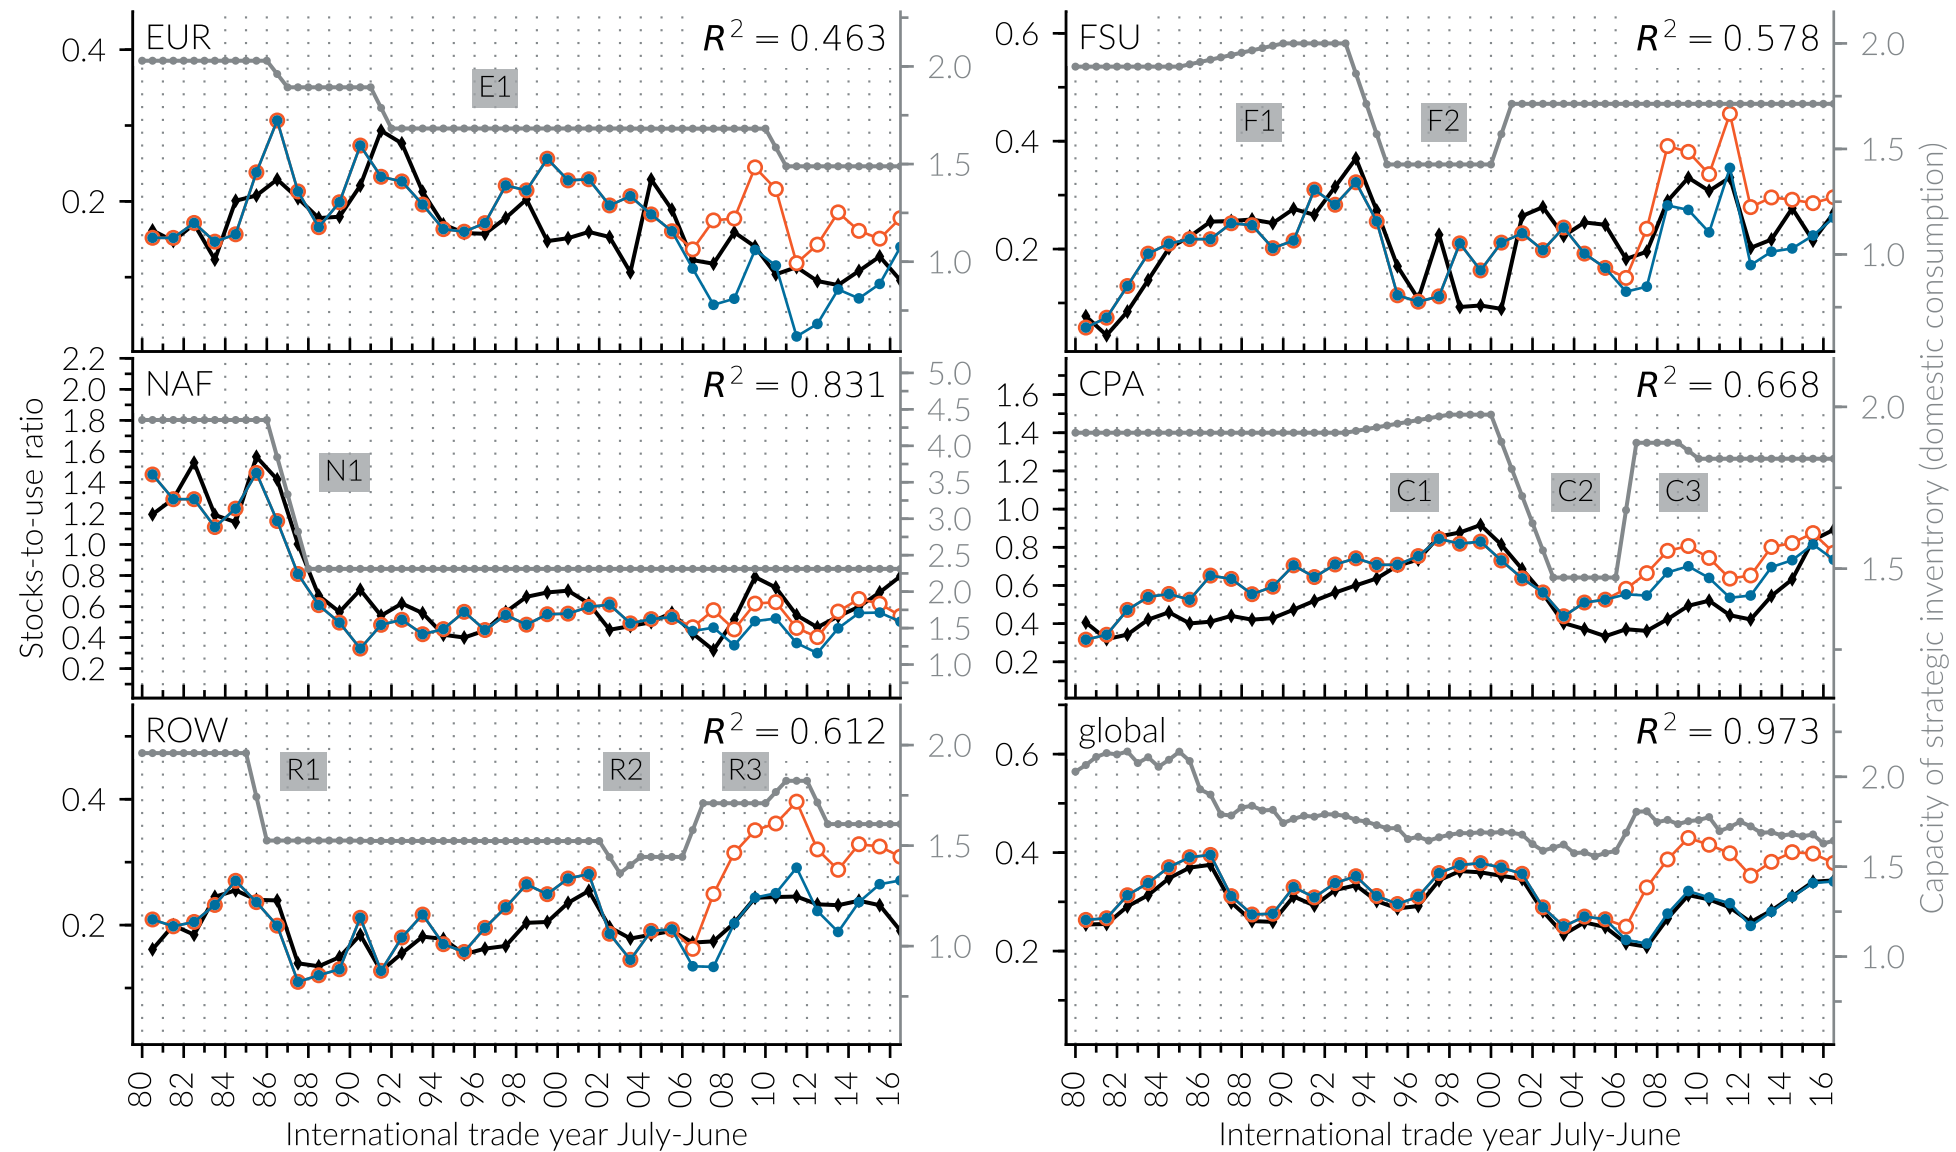 EUR
R² = 0.463
E1
0.4
0.2
2.0
1.5
1.0
FSU
R² = 0.578
F1
F2
0.6
0.4
0.2
2.0
1.5
1.0
NAF
R² = 0.831
N1
2.2
2.0
1.8
1.6
1.4
1.2
1.0
0.8
0.6
0.4
0.2
5.0
4.5
4.0
3.5
3.0
2.5
2.0
1.5
1.0
CPA
R² = 0.668
C1
C2
C3
1.6
1.4
1.2
1.0
0.8
0.6
0.4
0.2
2.0
1.5
ROW
R² = 0.612
R1
R2
R3
0.4
0.2
2.0
1.5
1.0
global
R² = 0.973
0.6
0.4
0.2
2.0
1.5
1.0
80 82 84 86 88 90 92 94 96 98 00 02 04 06 08 10 12 14 16
80 82 84 86 88 90 92 94 96 98 00 02 04 06 08 10 12 14 16
International trade year July-June
International trade year July-June
Stocks-to-use ratio
Capacity of strategic inventrory (domestic consumption)